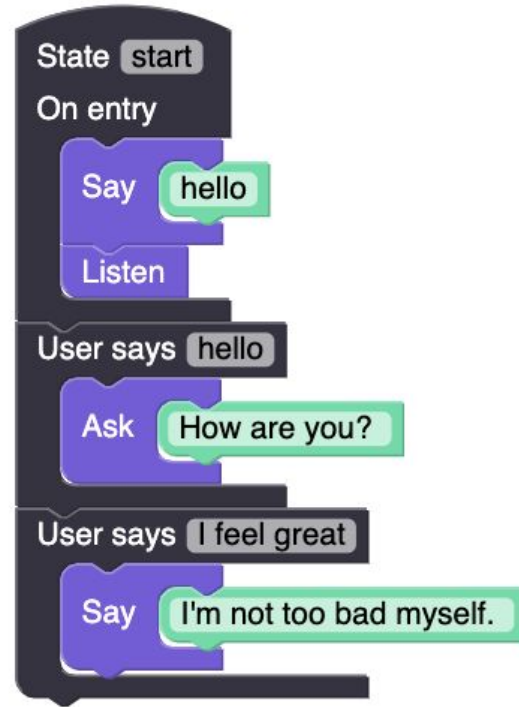 State start
On entry
Say hello
Listen
User says hello
Ask How are you?
User says I feel great
Say I'm not too bad myself.